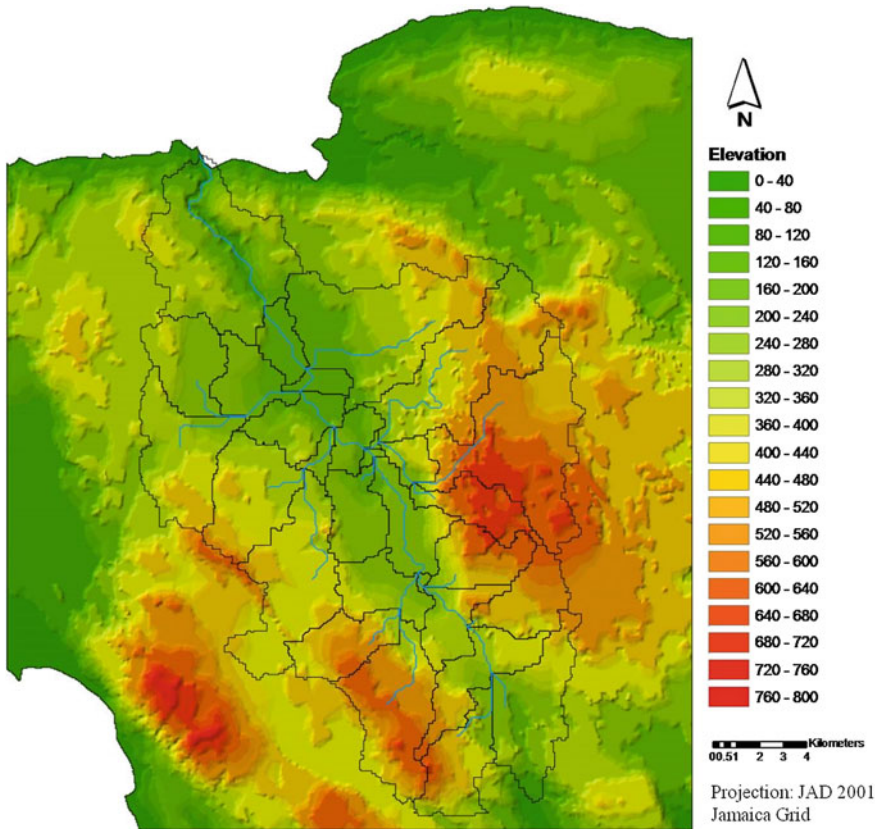 N
Elevation
0 - 40
40 - 80
80 - 120
120 - 160
160 - 200
200 - 240
240 - 280
280 - 320
320 - 360
360 - 400
400 - 440
440 - 480
480 - 520
520 - 560
560 - 600
600 - 640
640 - 680
680 - 720
720 - 760
760 - 800
Kilometers
00.51 2 3 4
Projection: JAD 2001
Jamaica Grid